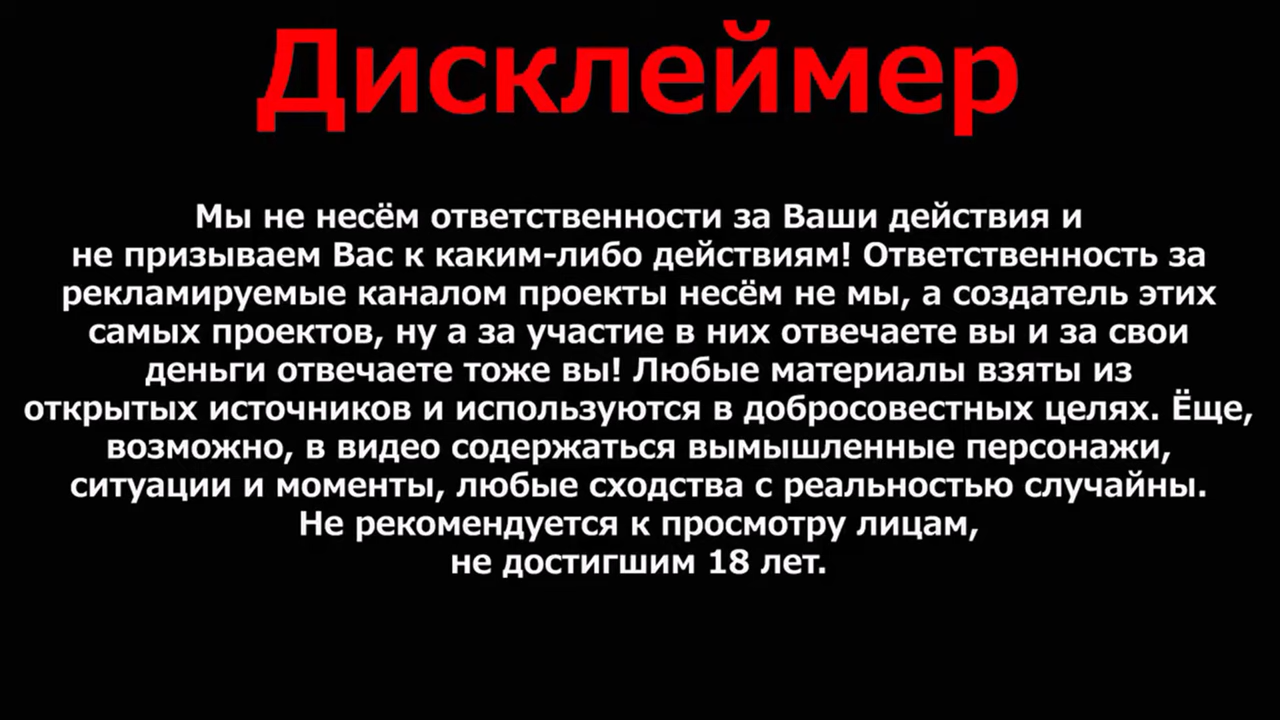 Дисклеймер
Мы не несём ответственности за Ваши действия и
не призываем Вас к каким-либо действиям! Ответственность за
рекламируемые каналом проекты несём не мы, а создатель этих
самых проектов, ну а за участие в них отвечаете вы и за свои
деньги отвечаете тоже вы! Любые материалы взяты из
открытых источников и используются в добросовестных целях. Ёще,
возможно, в видео содержаться вымышленные персонажи,
ситуации и моменты, любые сходства с реальностью случайны.
Не рекомендуется к просмотру лицам,
не достигшим 18 лет.